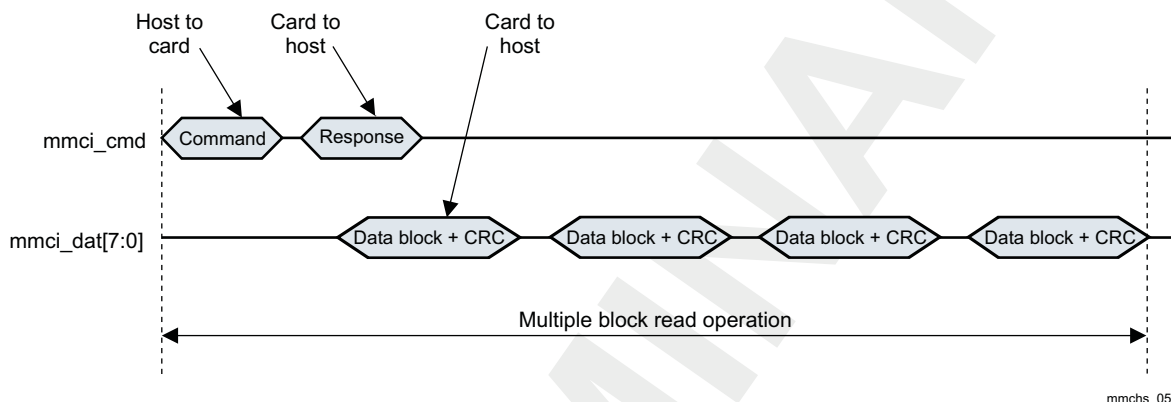 Host to
card
Card to
host
Card to
host
mmci_cmd
Command
Response
mmci_dat[7:0]
Data block + CRC
Data block + CRC
Data block + CRC
Data block + CRC
Multiple block read operation
mmchs_05